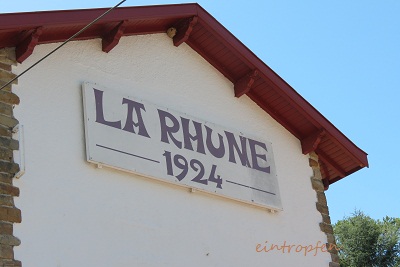 LA RHUNE
1924
eintropfen